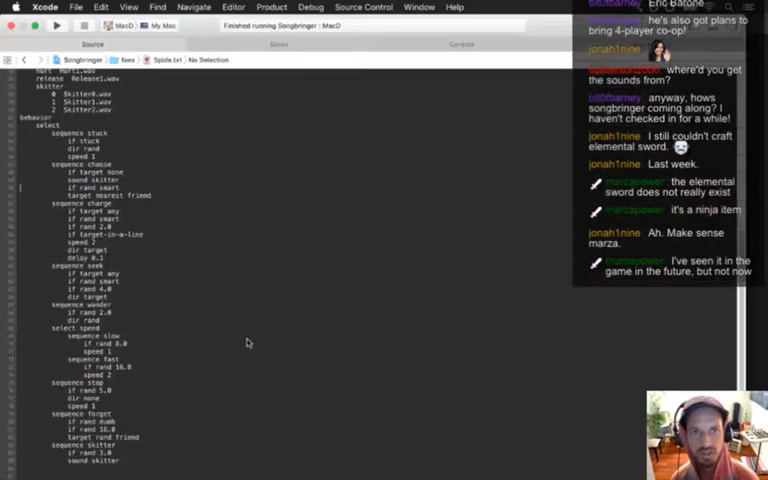 Xcode File Edit View Find Navigate Editor Product Debug Source Control Window Help
MacD My Mac
Finished running Songbringer : MacD
Source
Songbringer foes Spide.txt No Selection
hurt Hurt1.wav
release Release1.wav
skitter
0 Skitter0.wav
1 Skitter1.wav
2 Skitter2.wav
behavior
select
sequence stuck
if stuck
dir rand
speed 1
sequence choose
if target none
sound skitter
if rand smart
target nearest friend
sequence charge
if target any
if rand smart
if rand 2.0
if target-in-a-line
speed 2
dir target
delay 0.1
sequence seek
if target any
if rand smart
if rand 4.0
dir target
sequence wander
if rand 2.0
dir rand
select speed
sequence slow
if rand 8.0
speed 1
sequence fast
if rand 16.0
speed 2
sequence stop
if rand 5.0
dir none
speed 1
sequence forget
if rand dumb
if rand 16.0
target rand friend
sequence skitter
if rand 3.0
sound skitter
bit0fbarney Eric Barone
bit0fbarney he's also got plans to
bring 4-player co-op!
jonah1nine
where'd you get
the sounds from?
bit0fbarney anyway, hows
songbringer coming along? I
haven't checked in for a while!
jonah1nine I still couldn't craft
elemental sword.
jonah1nine Last week.
marzapower the elemental
sword does not really exist
marzapower it's a ninja item
jonah1nine Ah. Make sense
marza.
marzapower I've seen it in the
game in the future, but not now